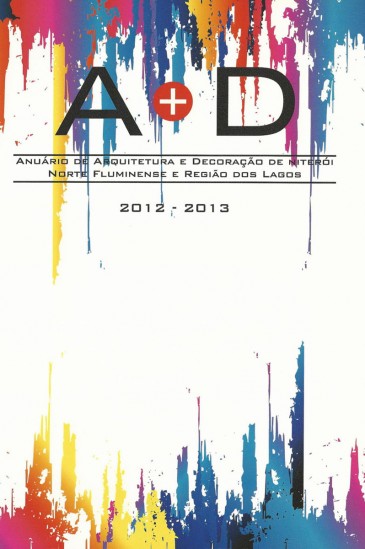 A+D
Anuário de Arquitetura e Decoração de Niterói
Norte Fluminense e Região dos Lagos
2012 - 2013